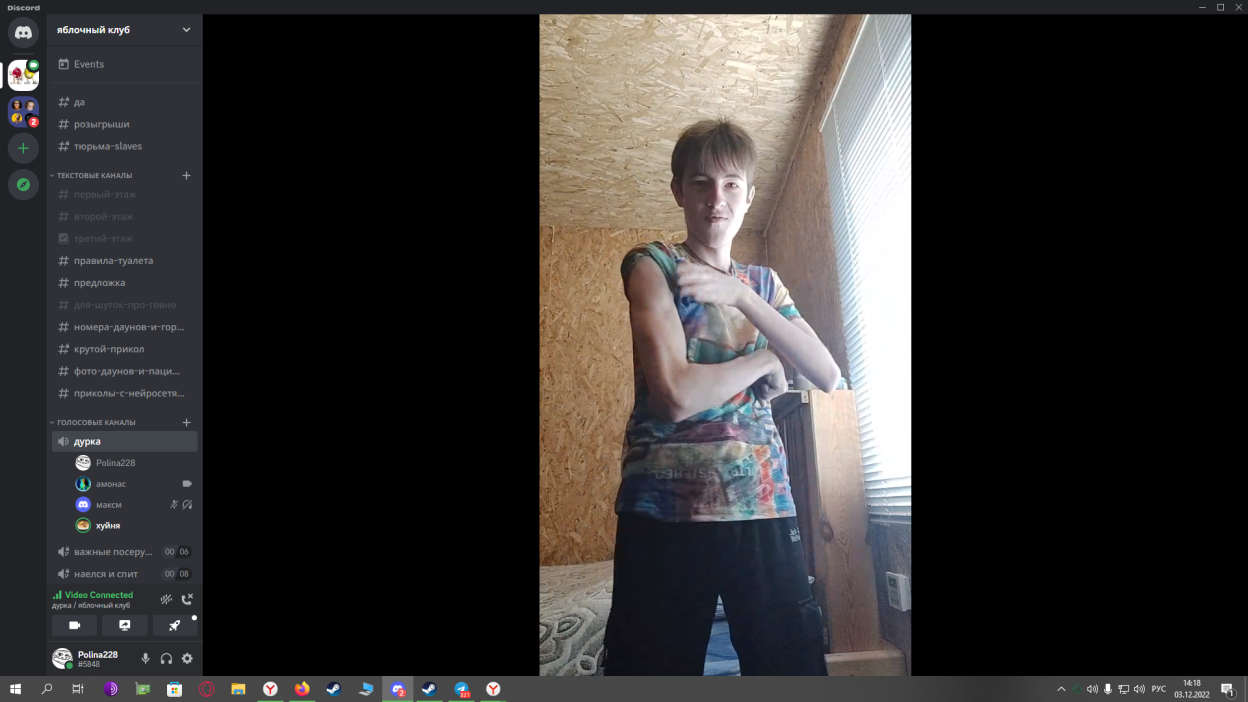 Discord
яблочный клуб
Events
да
розыгрыши
тюрьма-slaves
ТЕКСТОВЫЕ КАНАЛЫ
первый-этаж
второй-этаж
третий-этаж
правила-туалета
предложка
для-шуток-про-говно
номера-даунов-и-гор...
крутой-прикол
фото-даунов-и-паци...
приколы-с-нейросетя...
ГОЛОСОВЫЕ КАНАЛЫ
дурка
Polina228
амонас
максм
хуйня
важные посеру... 00 06
наелся и спит 00 08
Video Connected
дурка / яблочный клуб
Polina228
#5848
2
2
321
РУС
14:18
03.12.2022
1